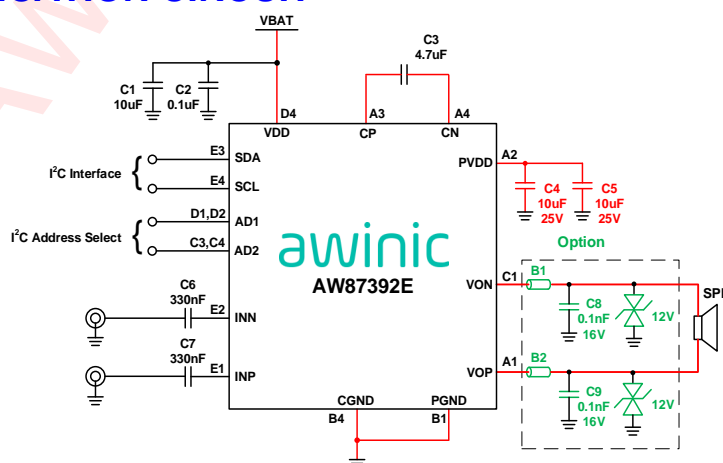 VBAT
C3
4.7uF
C1
10uF
C2
0.1uF
D4
A3
A4
VDD
CP
CN
E3
SDA
PVDD
A2
I²C Interface
E4
SCL
C4
10uF
25V
C5
10uF
25V
D1,D2
AD1
I²C Address Select
C3,C4
AD2
awinic
AW87392E
Option
VON
C1
B1
SP
C6
330nF
E2
INN
C8
0.1nF
16V
12V
C7
330nF
E1
INP
VOP
A1
B2
C9
0.1nF
16V
12V
CGND
PGND
B4
B1